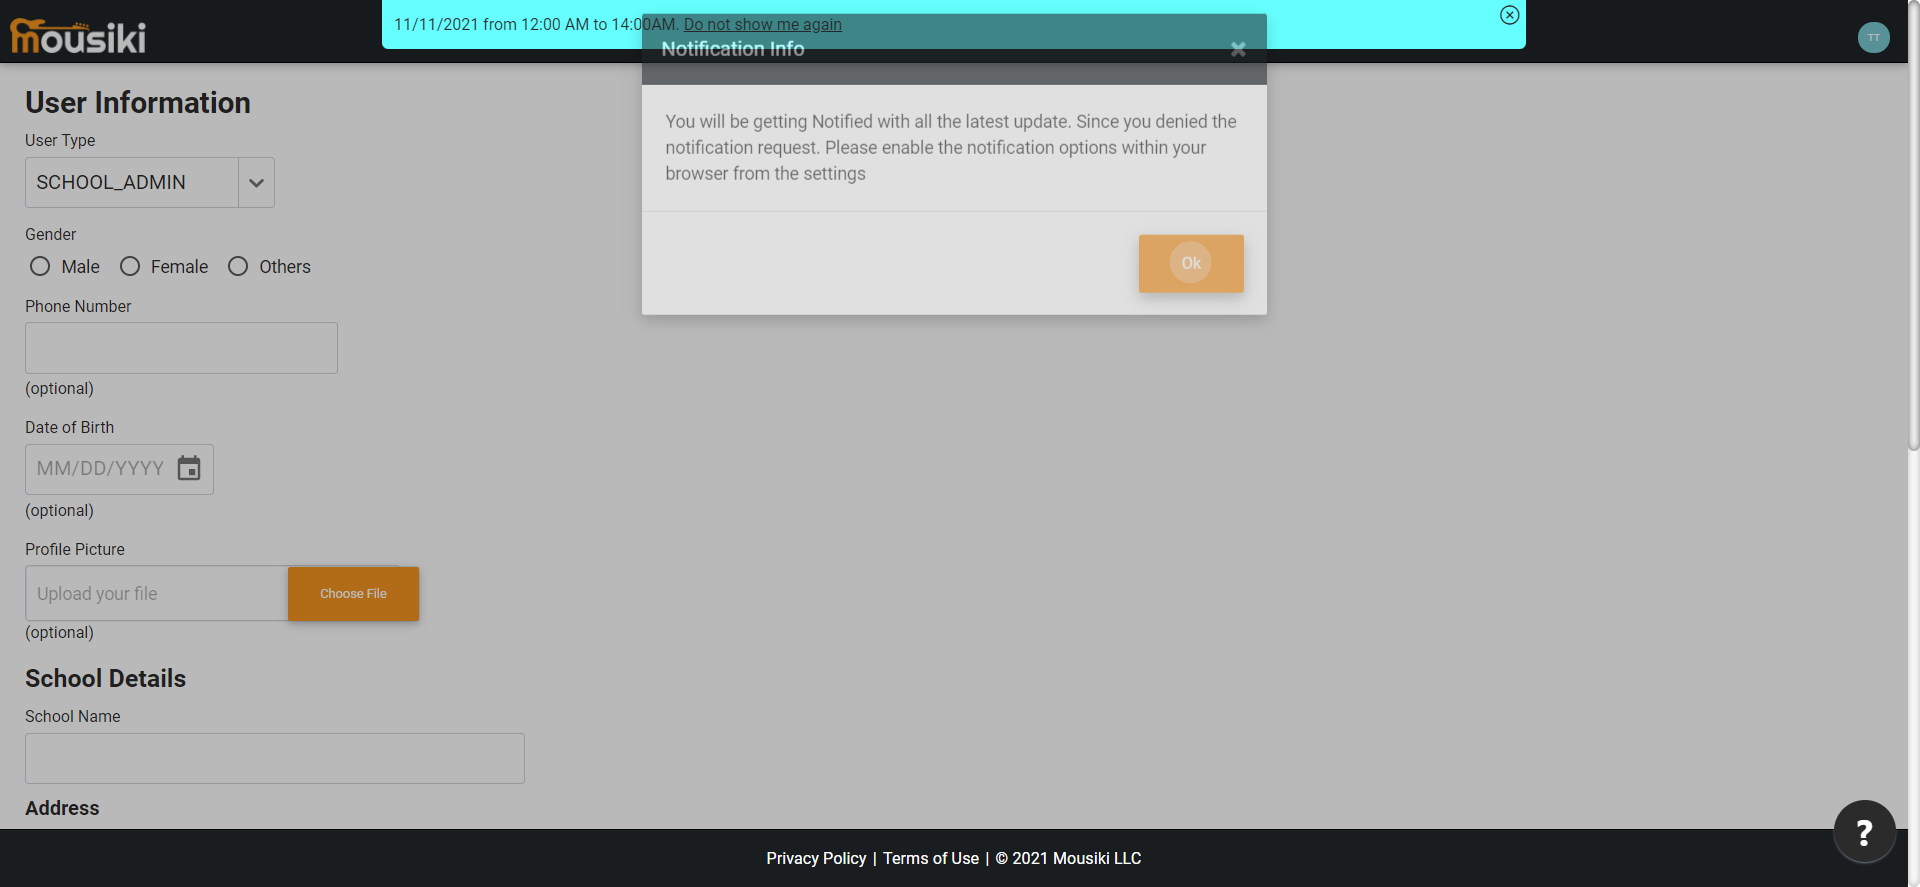 mousiki
11/11/2021 from 12:00 AM to 14:00AM. Do not show me again
TT
Notification Info
You will be getting Notified with all the latest update. Since you denied the
notification request. Please enable the notification options within your
browser from the settings
Ok
User Information
User Type
SCHOOL_ADMIN
Gender
Male Female Others
Phone Number
(optional)
Date of Birth
MM/DD/YYYY
(optional)
Profile Picture
Upload your file Choose File
(optional)
School Details
School Name
Address
?
Privacy Policy | Terms of Use | © 2021 Mousiki LLC